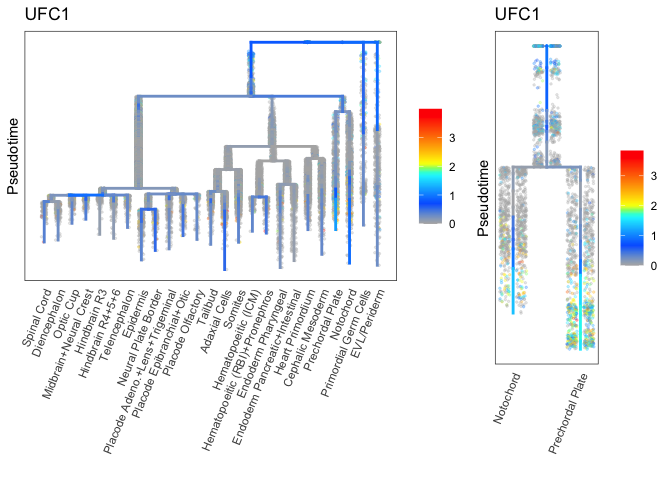 UFC1
Pseudotime
3
2
1
0
Spinal Cord
Diencephalon
Optic Cup
Midbrain+Neural Crest
Hindbrain R3
Hindbrain R4+5+6
Telencephalon
Epidermis
Neural Plate Border
Placode Adeno.+Lens+Trigeminal
Placode Epibranchial+Otic
Placode Olfactory
Tailbud
Adaxial Cells
Somites
Hematopoeitic (ICM)
Hematopoeitic (RBI)+Pronephros
Endoderm Pharyngeal
Endoderm Pancreatic+Intestinal
Heart Primordium
Cephalic Mesoderm
Prechordal Plate
Notochord
Primordial Germ Cells
EVL/Periderm
UFC1
Pseudotime
3
2
1
0
Notochord
Prechordal Plate